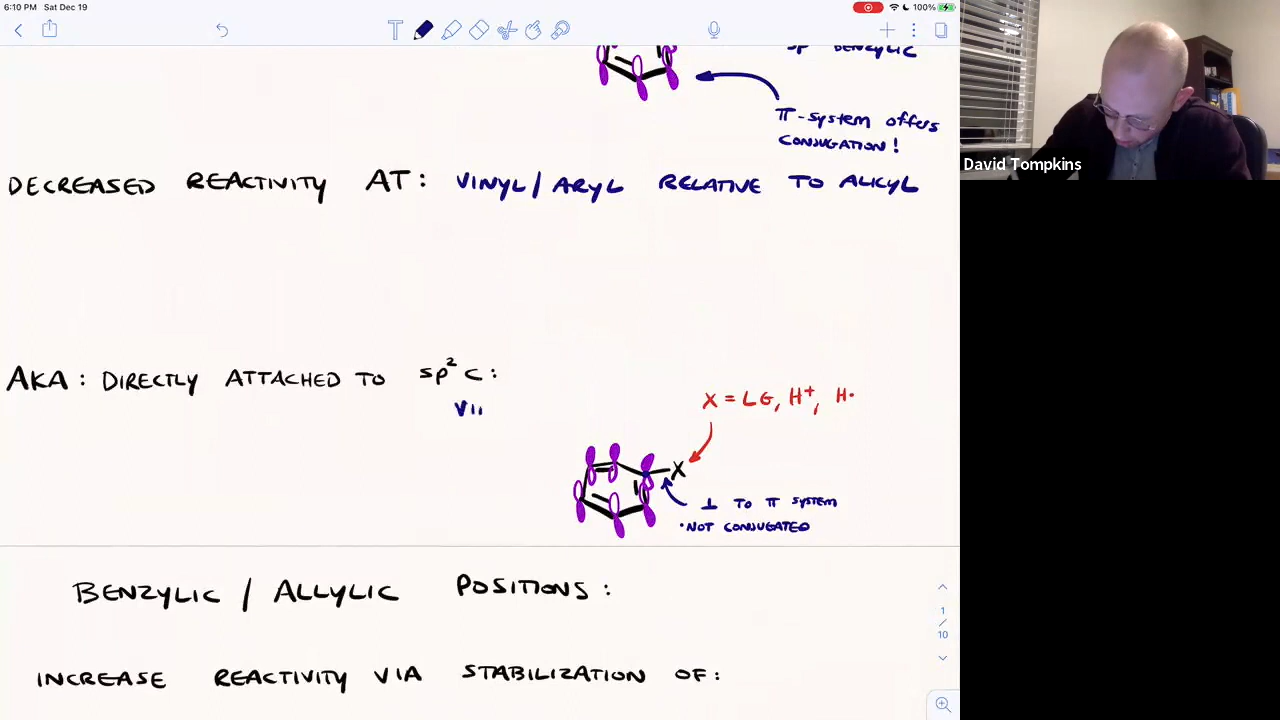 6:10 PM Sat Dec 19
100%
BENZYLIC
π-SYSTEM OFFERS
CONJUGATION!
DECREASED REACTIVITY AT: VINYL/ARYL RELATIVE TO ALKYL
AKA: DIRECTLY ATTACHED TO sp² C:
X = LG, H+, H·
X
⊥ TO π SYSTEM
·NOT CONJUGATED
BENZYLIC / ALLYLIC POSITIONS:
INCREASE REACTIVITY VIA STABILIZATION OF:
1
/
10
David Tompkins